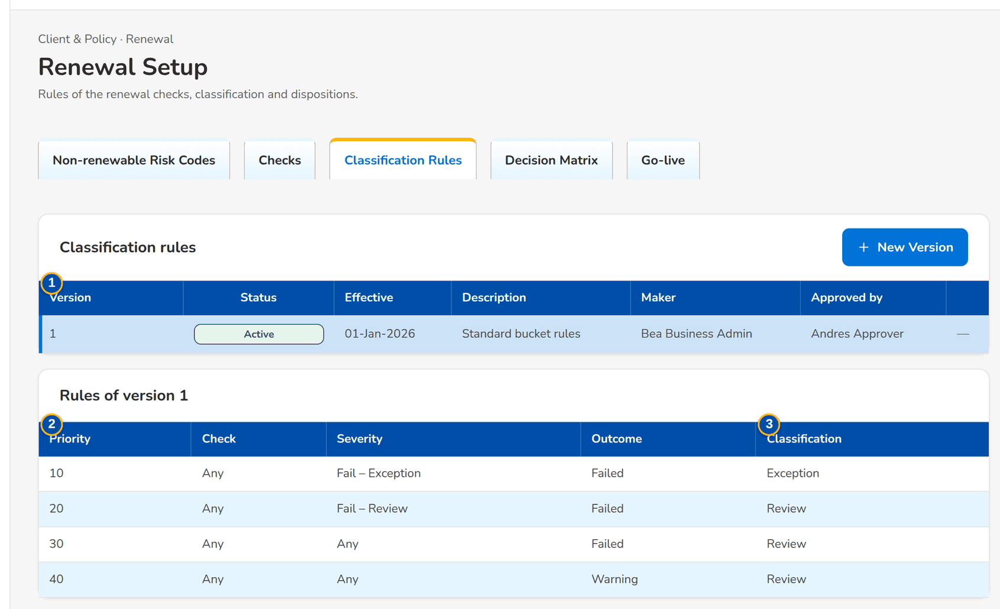 Client & Policy · Renewal
Renewal Setup
Rules of the renewal checks, classification and dispositions.
Non-renewable Risk Codes Checks Classification Rules Decision Matrix Go-live
Classification rules
+ New Version
1
Version Status Effective Description Maker Approved by
1 Active 01-Jan-2026 Standard bucket rules Bea Business Admin Andres Approver —
Rules of version 1
2 3
Priority Check Severity Outcome Classification
10 Any Fail – Exception Failed Exception
20 Any Fail – Review Failed Review
30 Any Any Failed Review
40 Any Any Warning Review